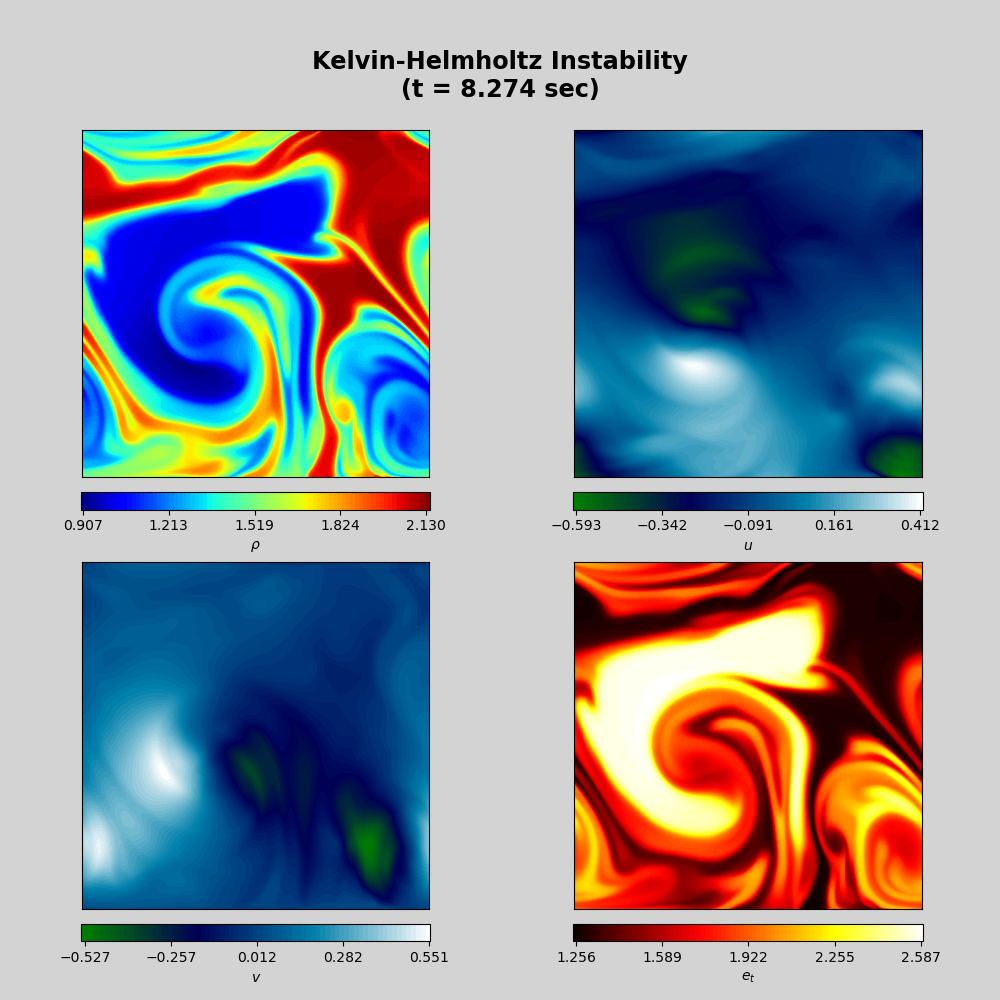 Kelvin-Helmholtz Instability
(t = 8.274 sec)
0.907 1.213 1.519 1.824 2.130
ρ
−0.593 −0.342 −0.091 0.161 0.412
u
−0.527 −0.257 0.012 0.282 0.551
v
1.256 1.589 1.922 2.255 2.587
e_t